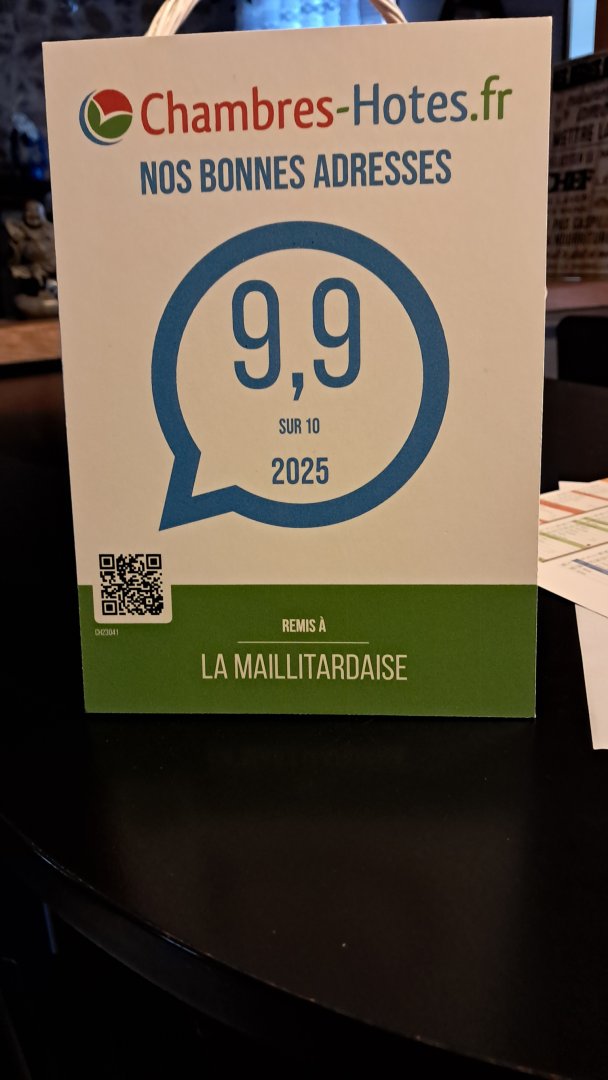 Chambres-Hotes.fr
NOS BONNES ADRESSES
9,9
SUR 10
2025
CH23041
REMIS À
LA MAILLITARDAISE